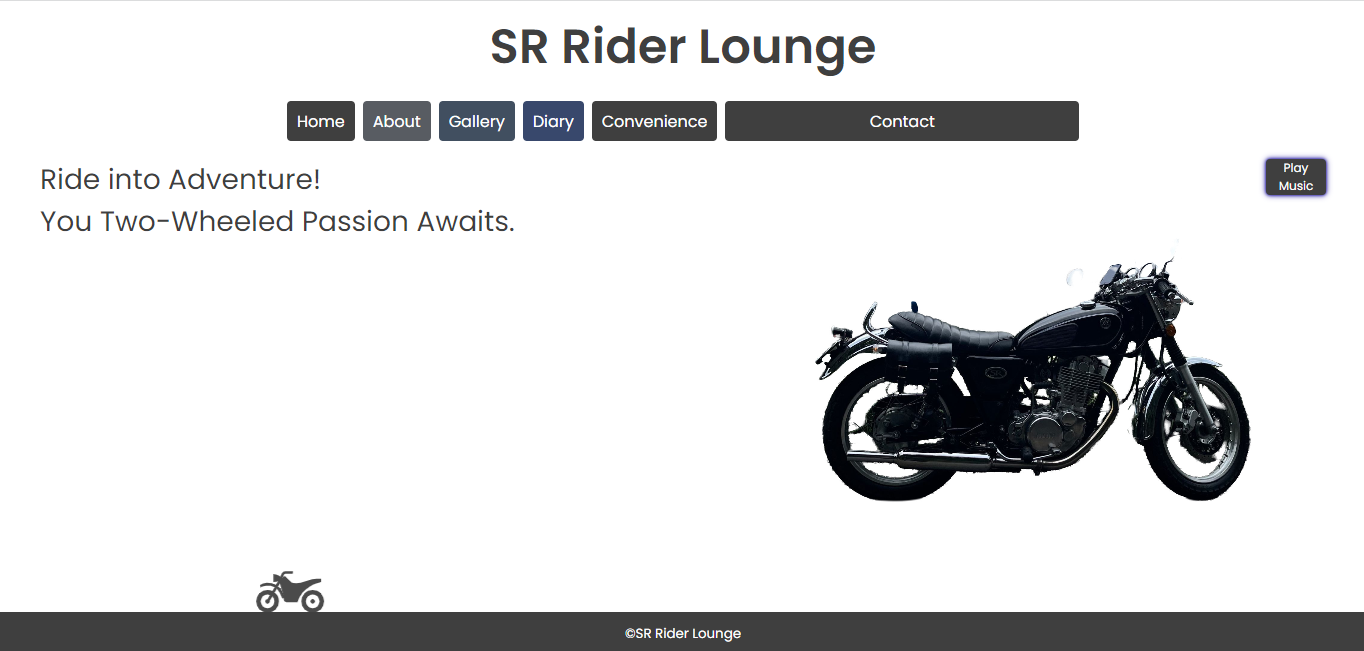 SR Rider Lounge
Home About Gallery Diary Convenience Contact
Ride into Adventure!
Play
Music
You Two-Wheeled Passion Awaits.
©SR Rider Lounge